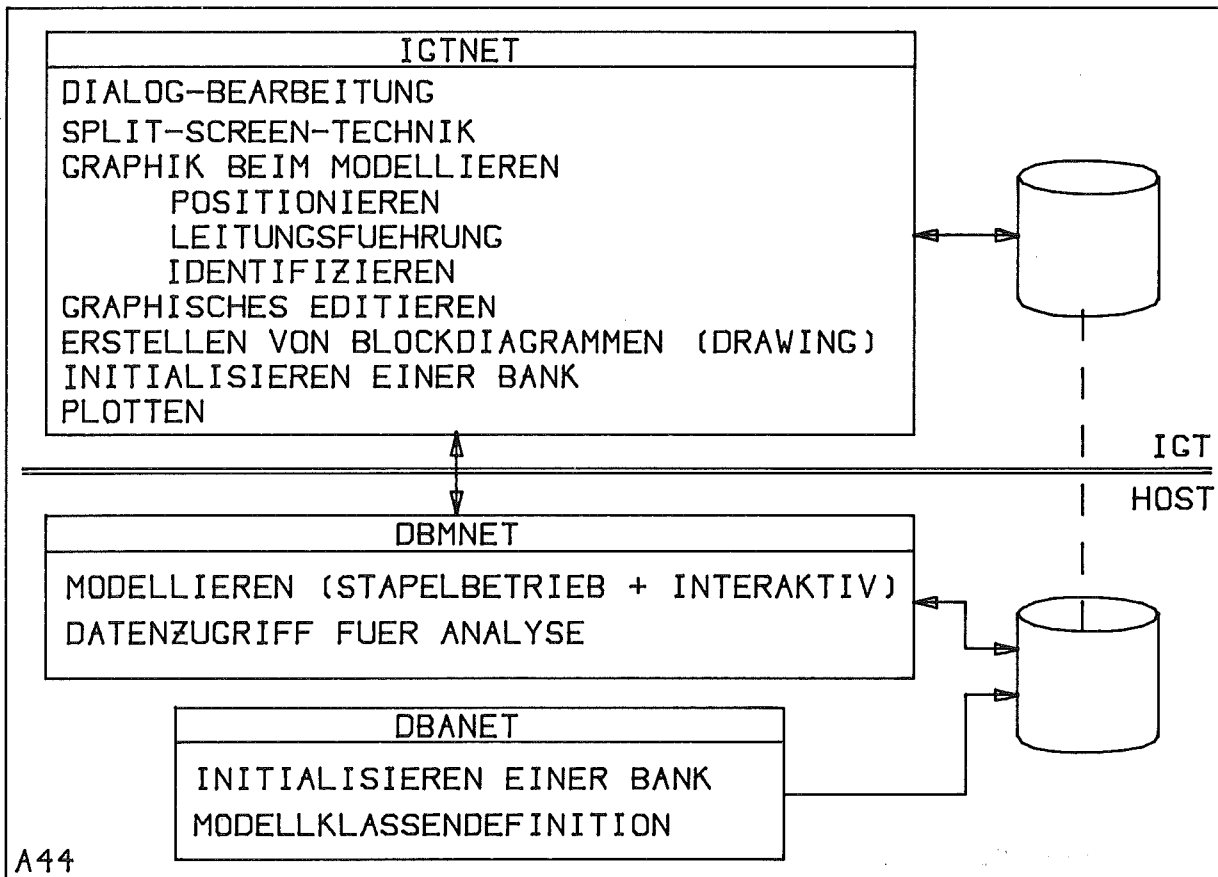 IGTNET
DIALOG-BEARBEITUNG
SPLIT-SCREEN-TECHNIK
GRAPHIK BEIM MODELLIEREN
POSITIONIEREN
LEITUNGSFUEHRUNG
IDENTIFIZIEREN
GRAPHISCHES EDITIEREN
ERSTELLEN VON BLOCKDIAGRAMMEN (DRAWING)
INITIALISIEREN EINER BANK
PLOTTEN
IGT
HOST
DBMNET
MODELLIEREN (STAPELBETRIEB + INTERAKTIV)
DATENZUGRIFF FUER ANALYSE
DBANET
INITIALISIEREN EINER BANK
MODELLKLASSENDEFINITION
A44